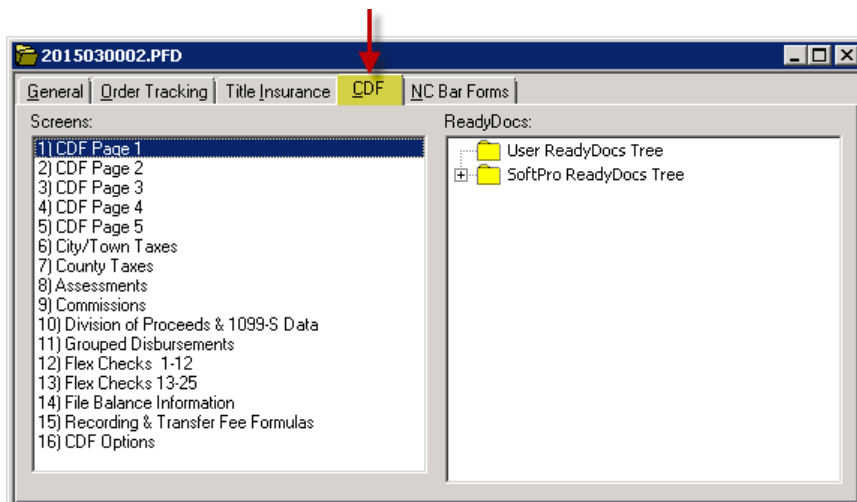 2015030002.PFD
General Order Tracking Title Insurance CDF NC Bar Forms
Screens:
1) CDF Page 1
2) CDF Page 2
3) CDF Page 3
4) CDF Page 4
5) CDF Page 5
6) City/Town Taxes
7) County Taxes
8) Assessments
9) Commissions
10) Division of Proceeds & 1099-S Data
11) Grouped Disbursements
12) Flex Checks 1-12
13) Flex Checks 13-25
14) File Balance Information
15) Recording & Transfer Fee Formulas
16) CDF Options
ReadyDocs:
User ReadyDocs Tree
SoftPro ReadyDocs Tree